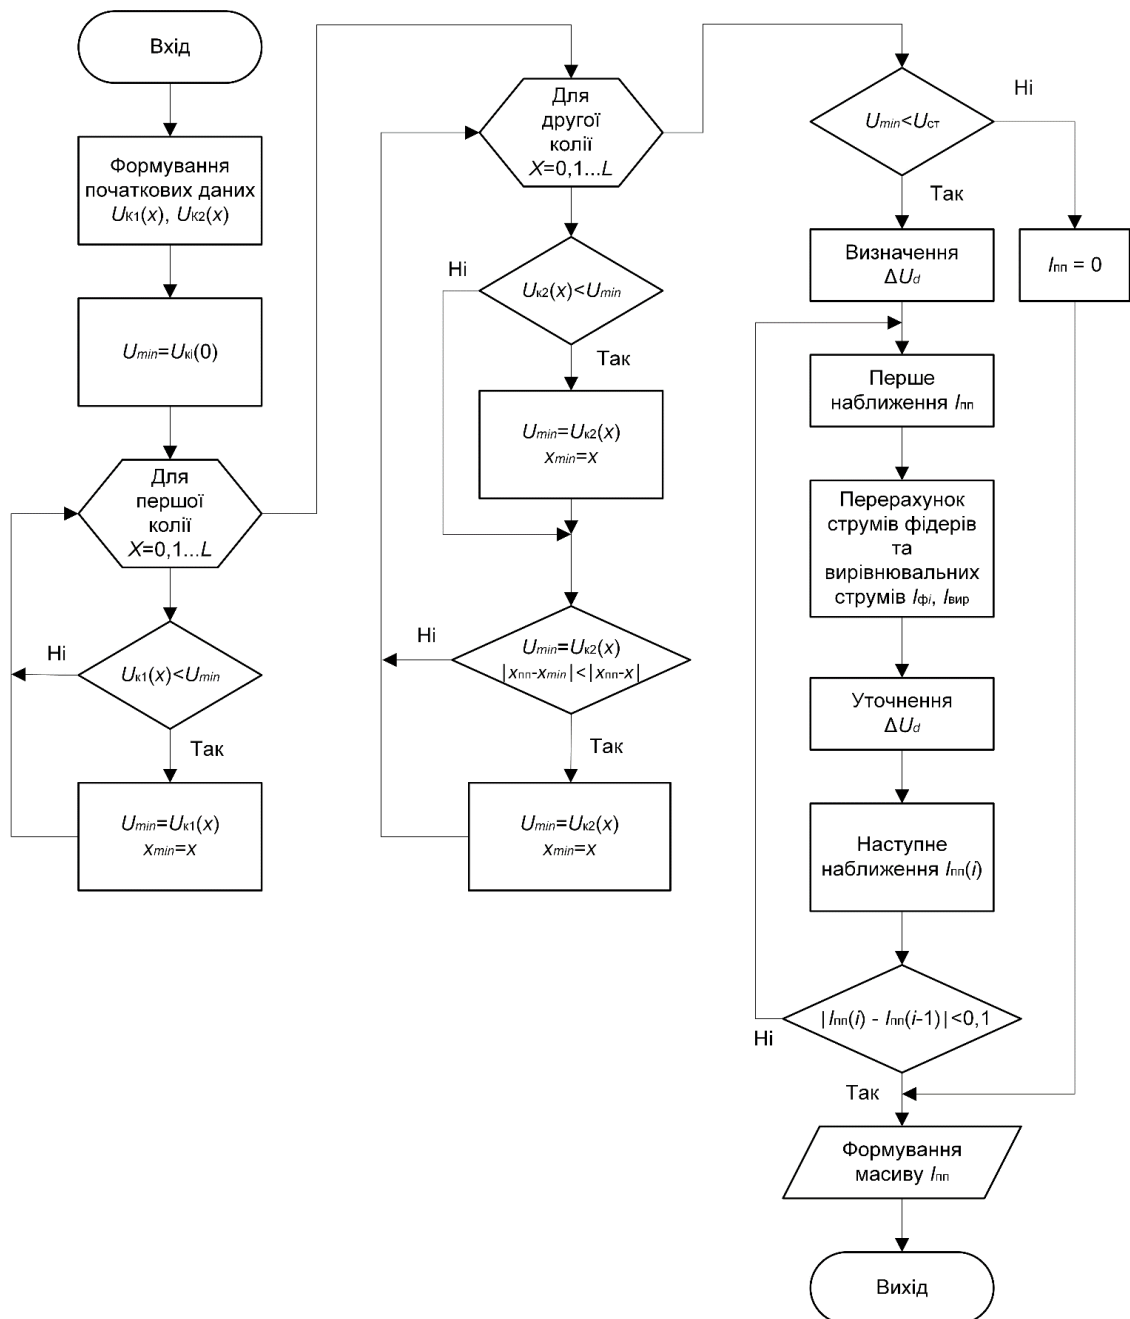 Вхід
Формування
початкових даних
Uк1(x), Uк2(x)
Umin=Uкі(0)
Для
першої
колії
X=0,1...L
Ні
Uк1(x)<Umin
Так
Umin=Uк1(x)
xmin=x
Для
другої
колії
X=0,1...L
Ні
Uк2(x)<Umin
Так
Umin=Uк2(x)
xmin=x
Ні
Umin=Uк2(x)
|xпп-xmin|<|xпп-x|
Так
Umin=Uк2(x)
xmin=x
Ні
Umin<Uст
Так
Визначення
ΔUd
Iпп = 0
Перше
наближення Iпп
Перерахунок
струмів фідерів
та
вирівнювальних
струмів Iфі, Iвир
Уточнення
ΔUd
Наступне
наближення Iпп(i)
|Iпп(i) - Iпп(i-1)|<0,1
Ні
Так
Формування
масиву Iпп
Вихід